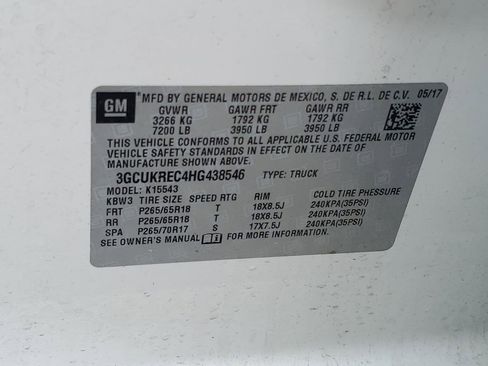 GM
MFD BY GENERAL MOTORS DE MEXICO, S. DE R.L. DE C.V. 05/17
GVWR GAWR FRT GAWR RR
3266 KG 1792 KG 1792 KG
7200 LB 3950 LB 3950 LB
THIS VEHICLE CONFORMS TO ALL APPLICABLE U.S. FEDERAL MOTOR
VEHICLE SAFETY STANDARDS IN EFFECT ON THE DATE OF
MANUFACTURE SHOWN ABOVE.
3GCUKREC4HG438546 TYPE: TRUCK
MODEL: K15543
KBW3 TIRE SIZE SPEED RTG RIM COLD TIRE PRESSURE
FRT P265/65R18 T 18X8.5J 240KPA(35PSI)
RR P265/65R18 T 18X8.5J 240KPA(35PSI)
SPA P265/70R17 S 17X7.5J 240KPA(35PSI)
SEE OWNER'S MANUAL FOR MORE INFORMATION.